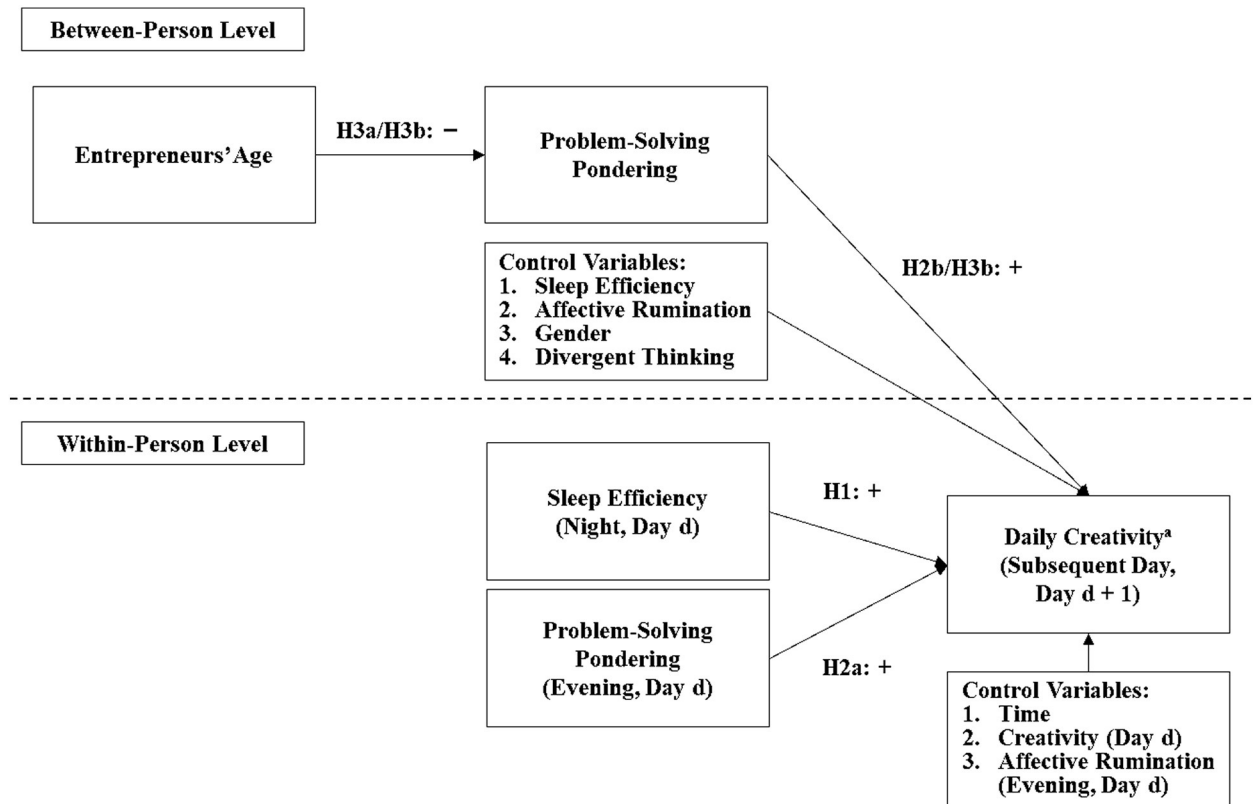 Between-Person Level
Entrepreneurs' Age
H3a/H3b: −
Problem-Solving
Pondering
H2b/H3b: +
Control Variables:
1. Sleep Efficiency
2. Affective Rumination
3. Gender
4. Divergent Thinking
Within-Person Level
Sleep Efficiency
(Night, Day d)
H1: +
Problem-Solving
Pondering
(Evening, Day d)
H2a: +
Daily Creativityᵃ
(Subsequent Day,
Day d + 1)
Control Variables:
1. Time
2. Creativity (Day d)
3. Affective Rumination
(Evening, Day d)